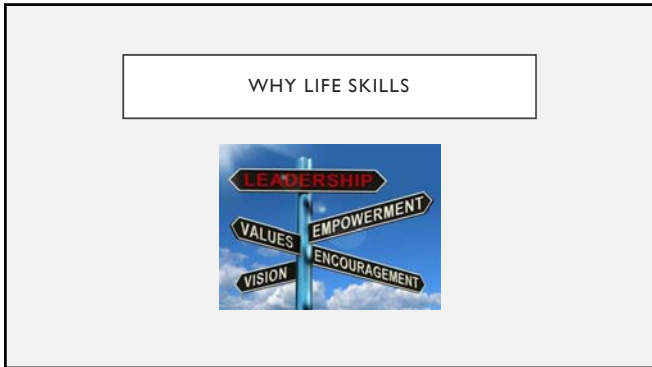 WHY LIFE SKILLS
LEADERSHIP
EMPOWERMENT
VALUES
ENCOURAGEMENT
VISION